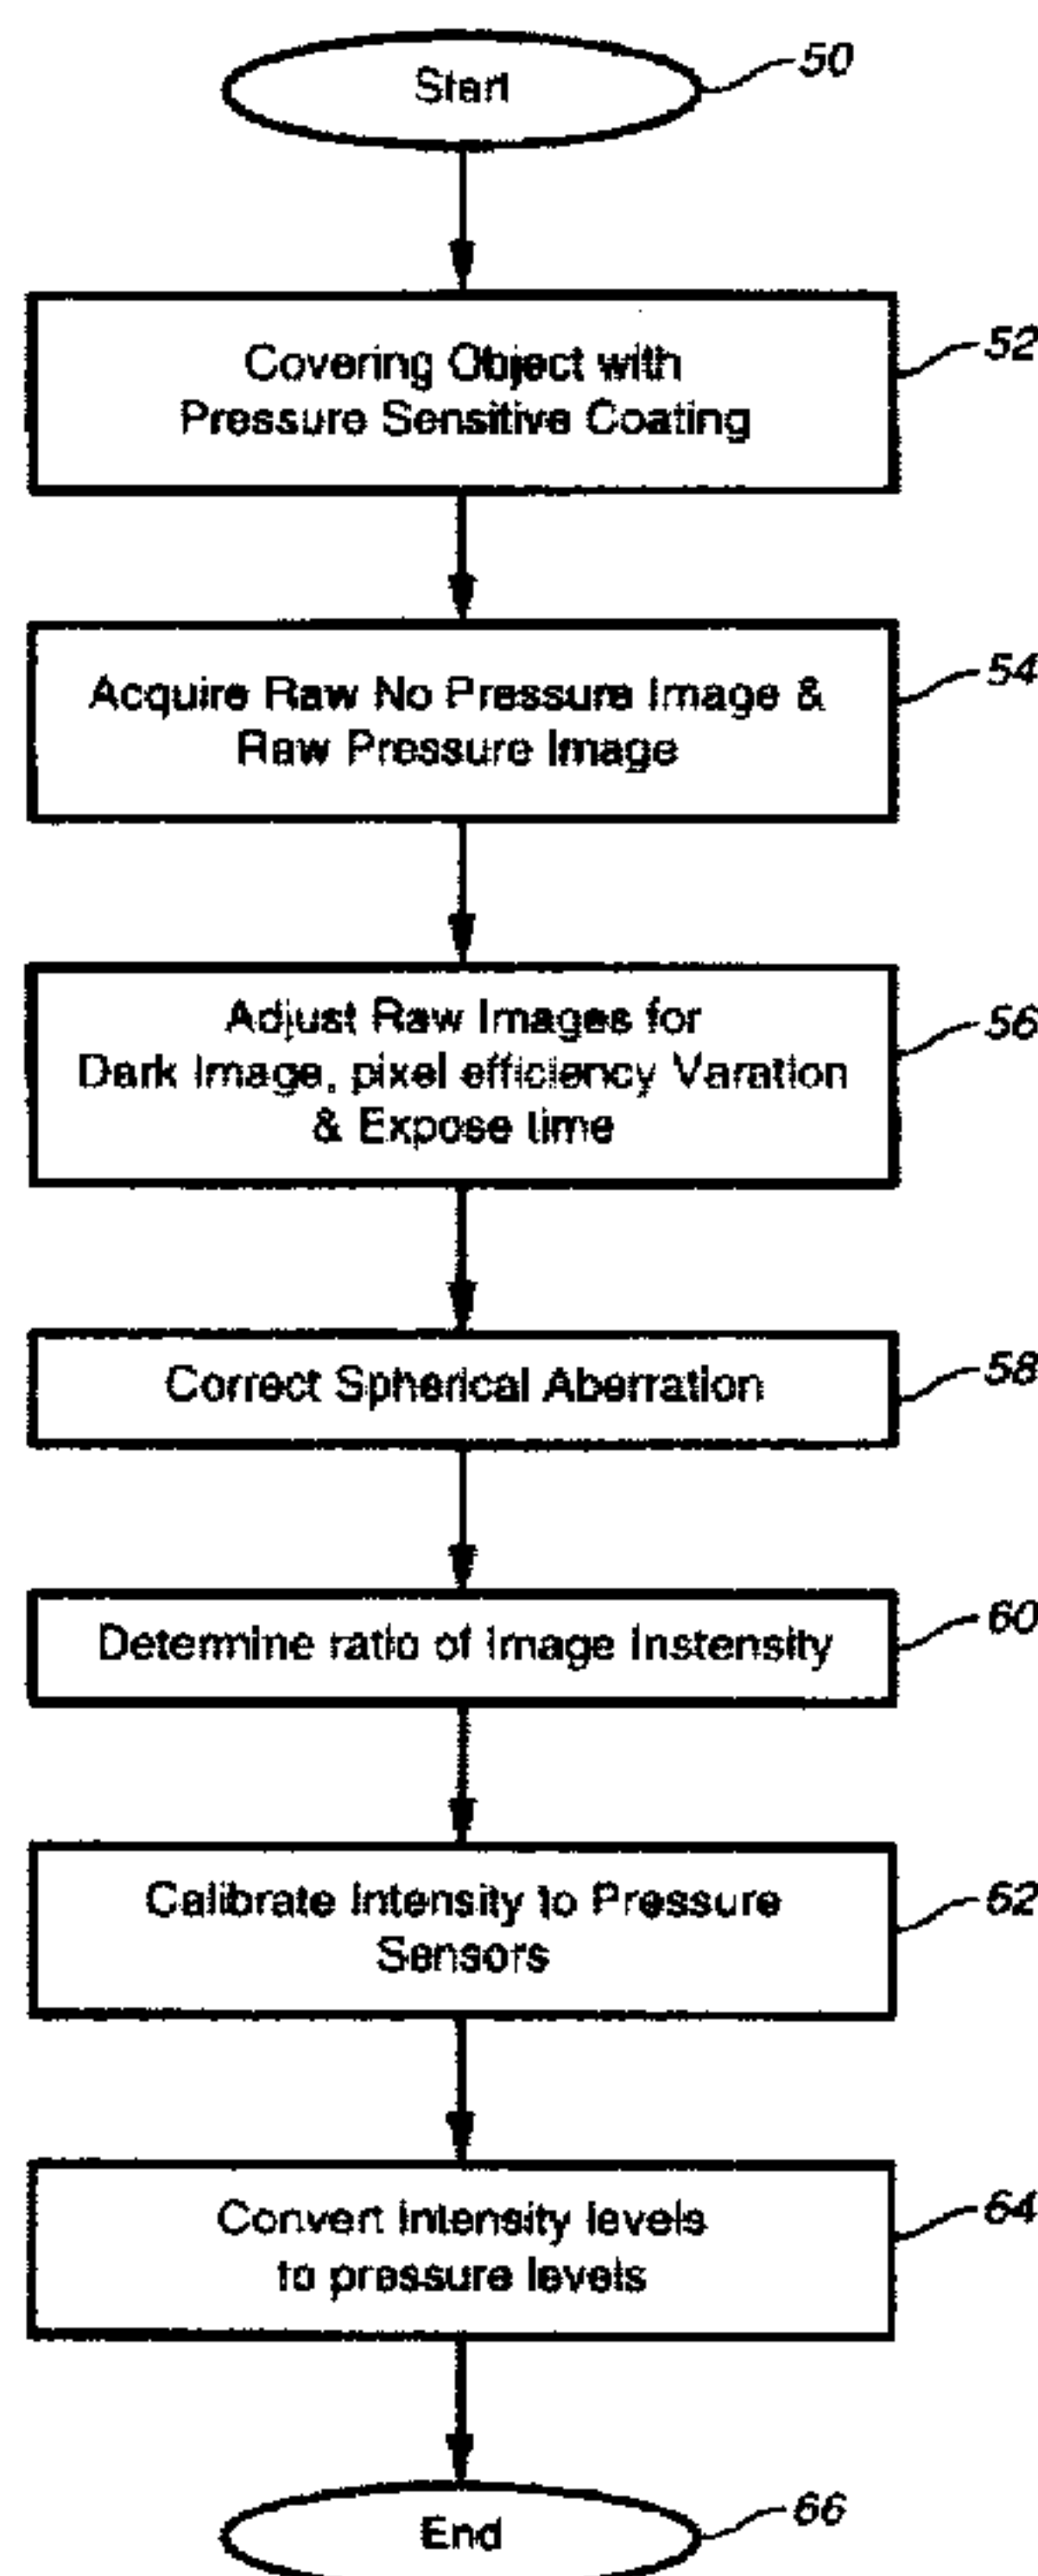 Start
50
Covering Object with
Pressure Sensitive Coating
52
Acquire Raw No Pressure Image &
Raw Pressure Image
54
Adjust Raw Images for
Dark Image, pixel efficiency Varation
& Expose time
56
Correct Spherical Aberration
58
Determine ratio of Image Instensity
60
Calibrate Intensity to Pressure
Sensors
62
Convert Intensity levels
to pressure levels
64
End
66